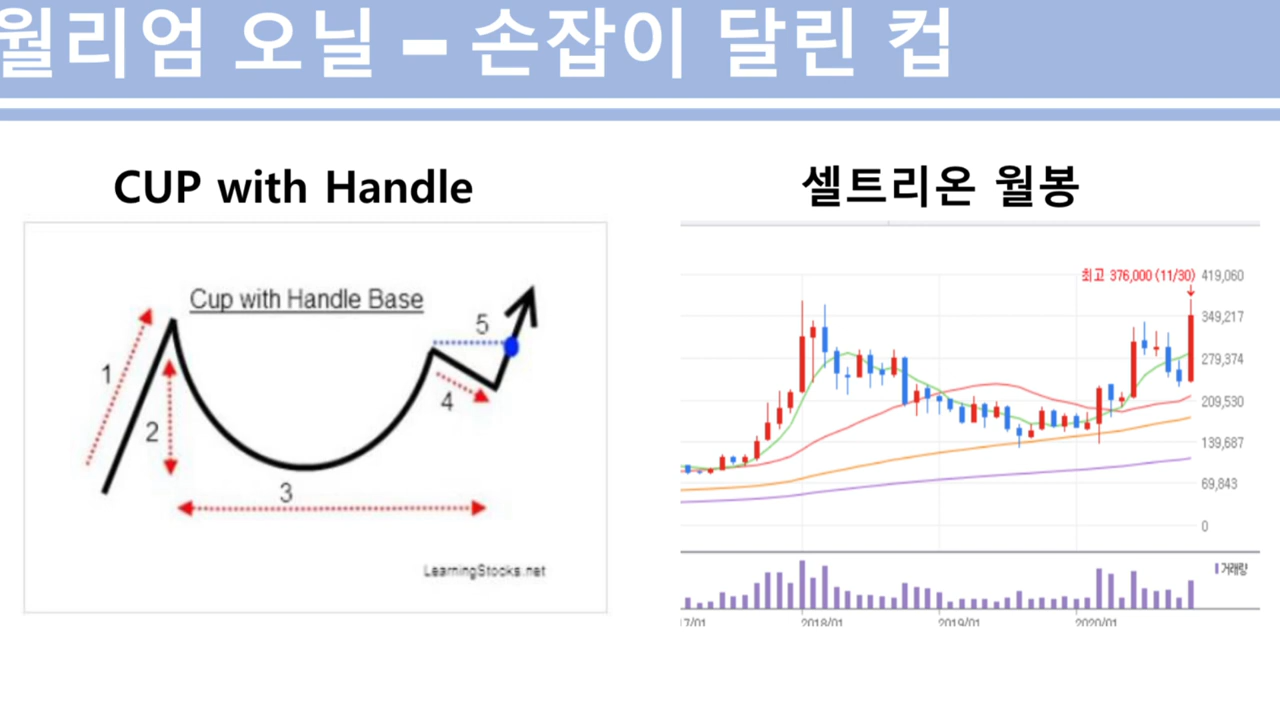 월리엄 오닐 – 손잡이 달린 컵
CUP with Handle
Cup with Handle Base
1
2
3
4
5
LearningStocks.net
셀트리온 월봉
최고 376,000 (11/30)
419,060
349,217
279,374
209,530
139,687
69,843
0
거래량
17/01
2018/01
2019/01
2020/01